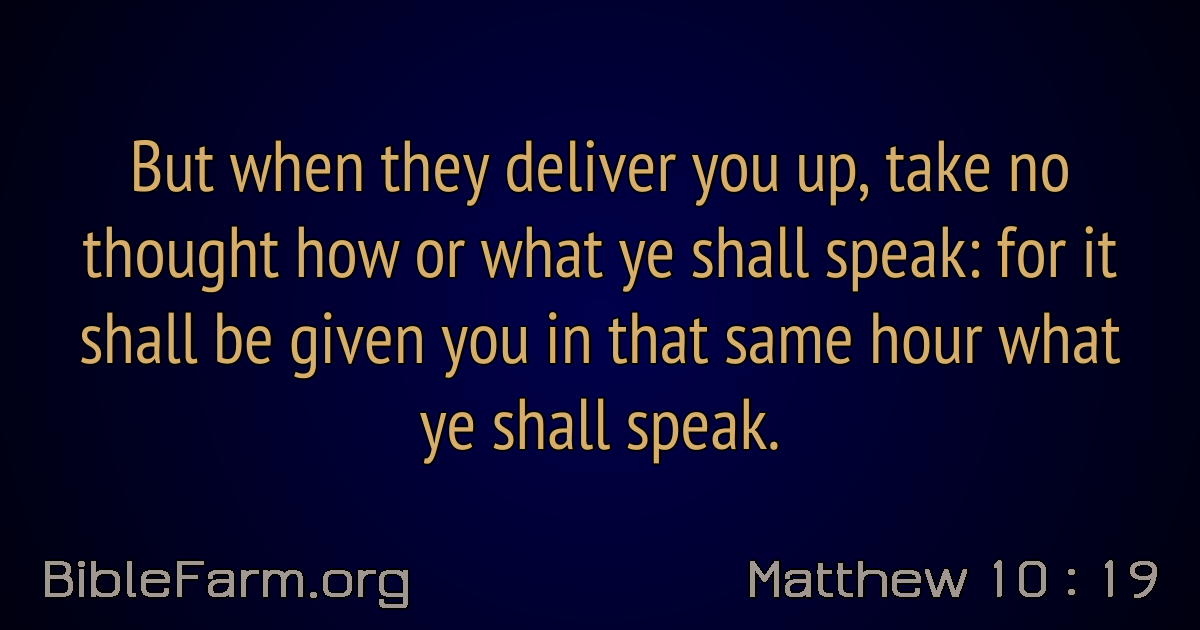 But when they deliver you up, take no
thought how or what ye shall speak: for it
shall be given you in that same hour what
ye shall speak.
BibleFarm.org
Matthew 10 : 19